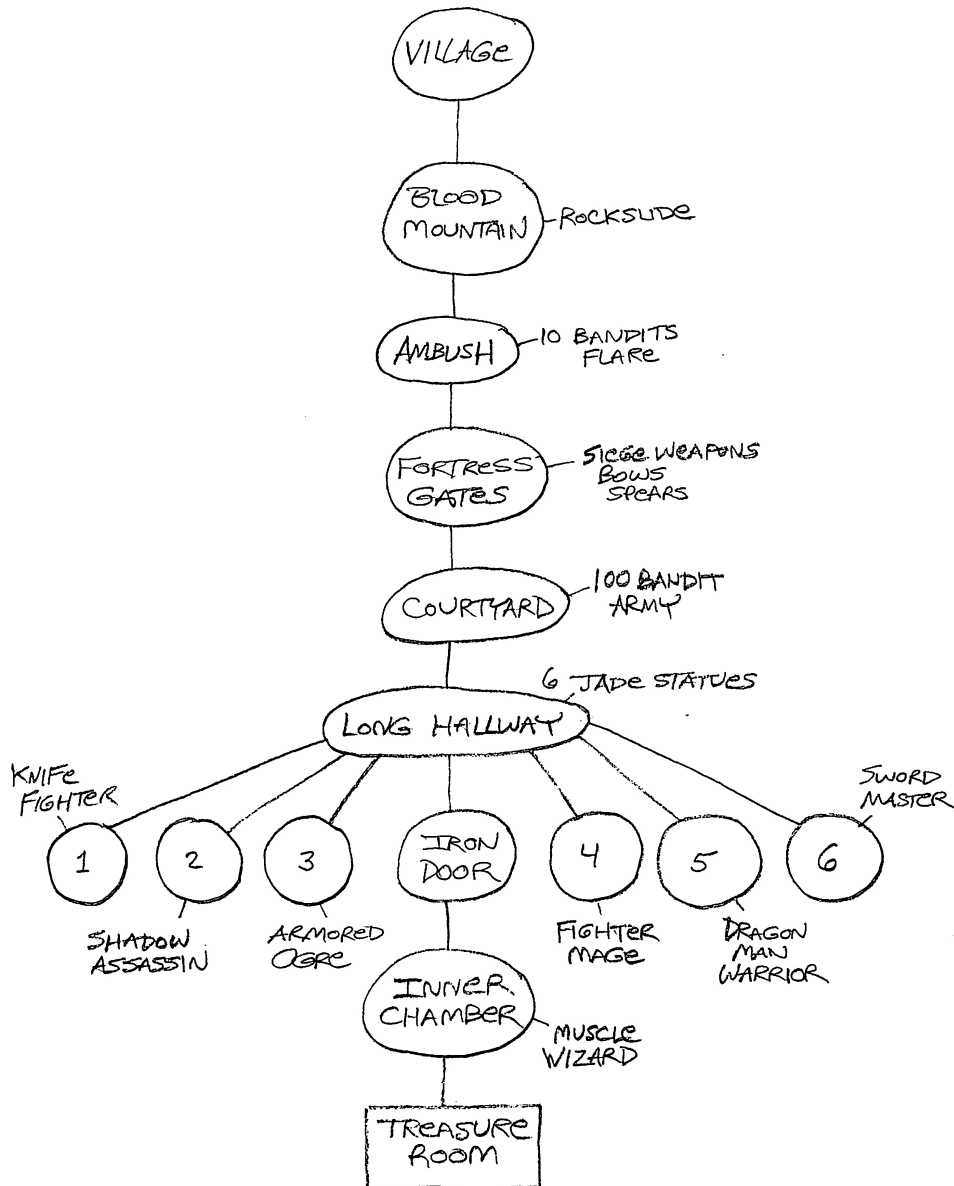 VILLAGE
BLOOD
MOUNTAIN
ROCKSLIDE
AMBUSH
10 BANDITS
FLARE
FORTRESS
GATES
SIEGE WEAPONS
BOWS
SPEARS
COURTYARD
100 BANDIT
ARMY
6 JADE STATUES
LONG HALLWAY
KNIFE
FIGHTER
SWORD
MASTER
1
2
3
IRON
DOOR
4
5
6
SHADOW
ASSASSIN
ARMORED
OGRE
FIGHTER
MAGE
DRAGON
MAN
WARRIOR
INNER
CHAMBER
MUSCLE
WIZARD
TREASURE
ROOM